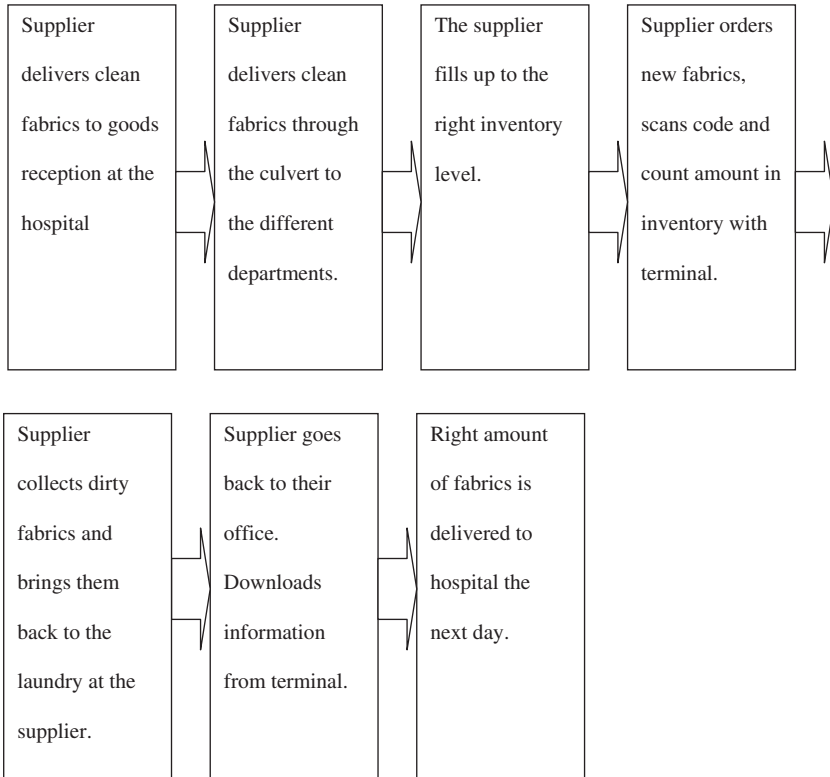 Supplier
delivers clean
fabrics to goods
reception at the
hospital
Supplier
delivers clean
fabrics through
the culvert to
the different
departments.
The supplier
fills up to the
right inventory
level.
Supplier orders
new fabrics,
scans code and
count amount in
inventory with
terminal.
Supplier
collects dirty
fabrics and
brings them
back to the
laundry at the
supplier.
Supplier goes
back to their
office.
Downloads
information
from terminal.
Right amount
of fabrics is
delivered to
hospital the
next day.